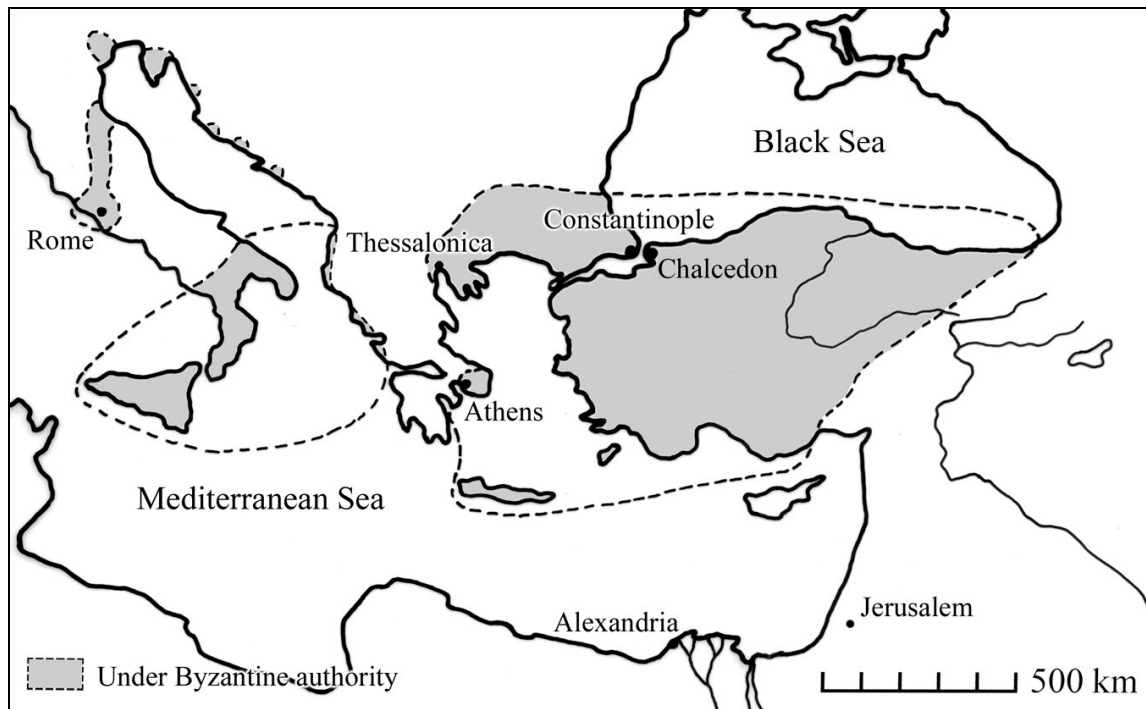 Black Sea
Constantinople
Rome
Thessalonica
Chalcedon
Athens
Mediterranean Sea
Jerusalem
Alexandria
Under Byzantine authority
500 km